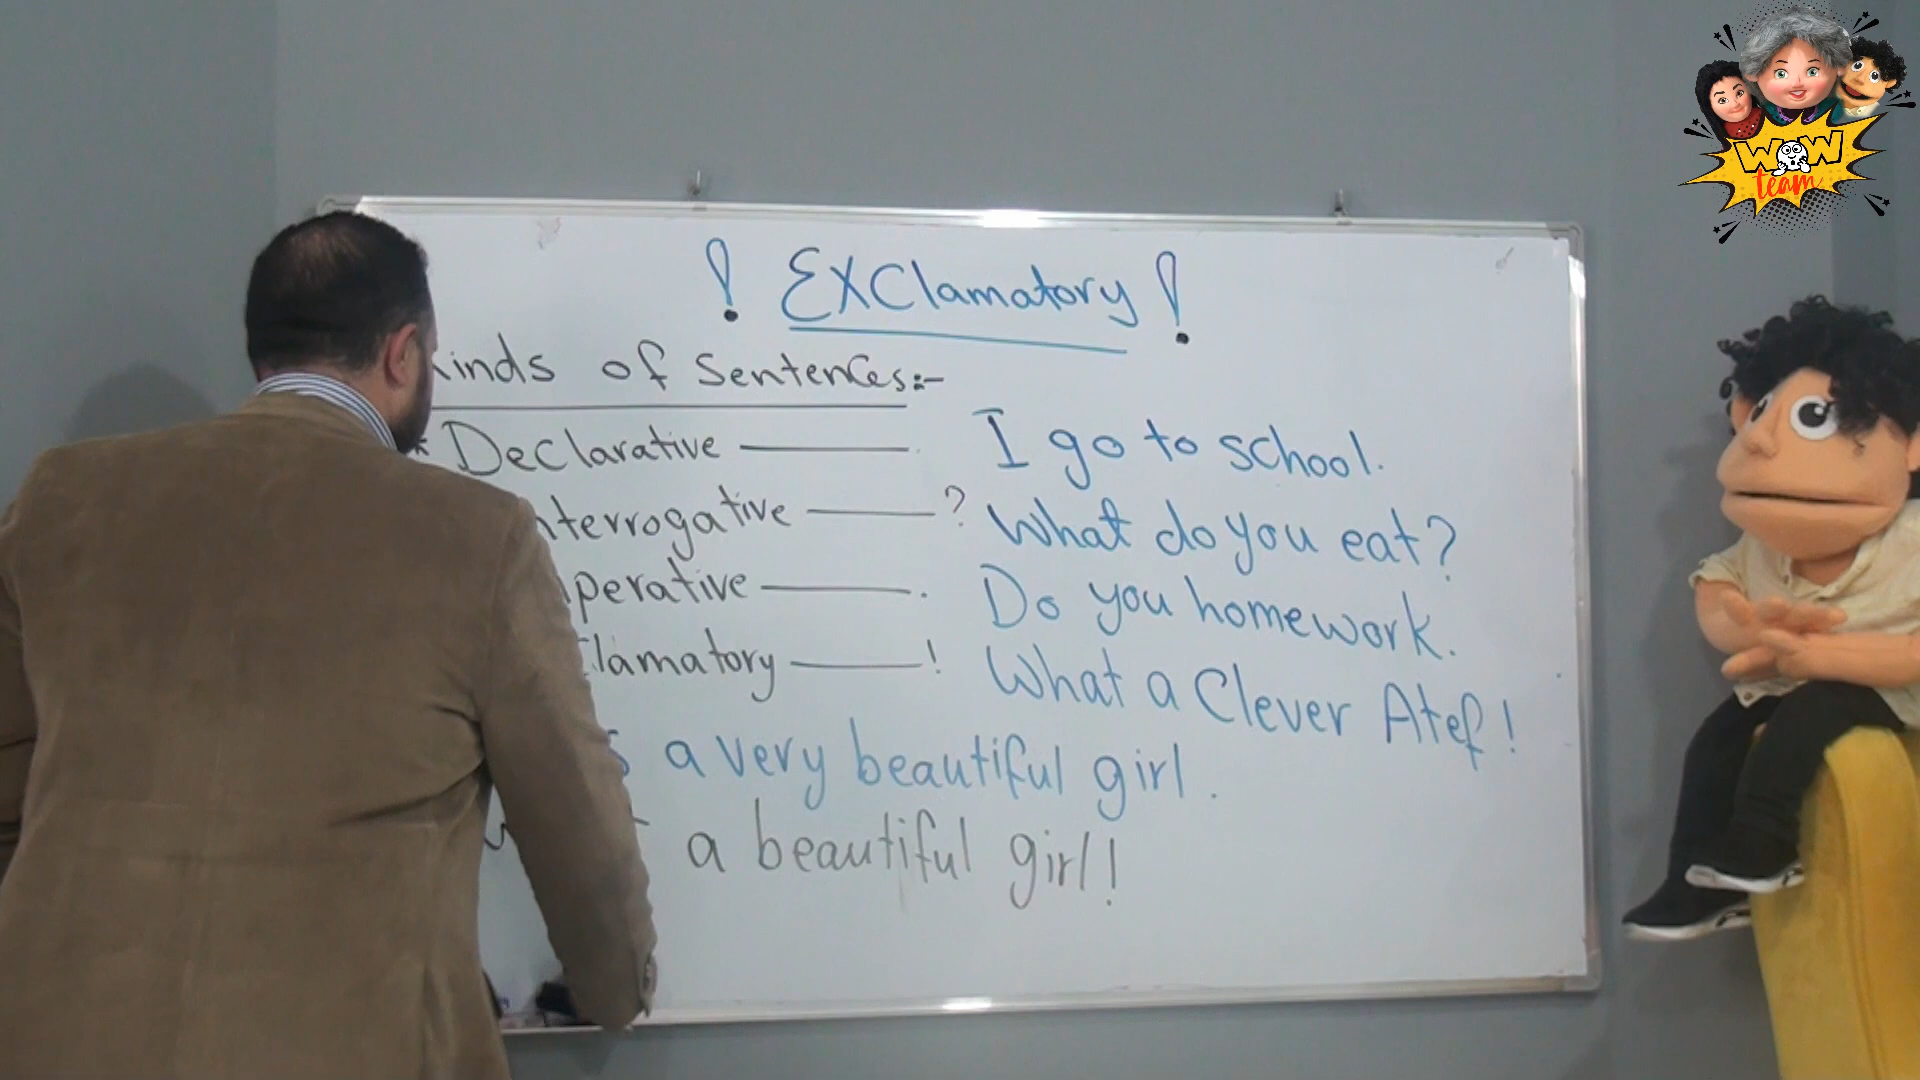 ! EXClamatory !
inds of Sentences:-
* Declarative ———.
I go to school.
nterrogative ———?
What do you eat?
perative ———.
Do you homework.
clamatory ———!
What a Clever Atef!
s a very beautiful girl.
a beautiful girl!
WOW
team